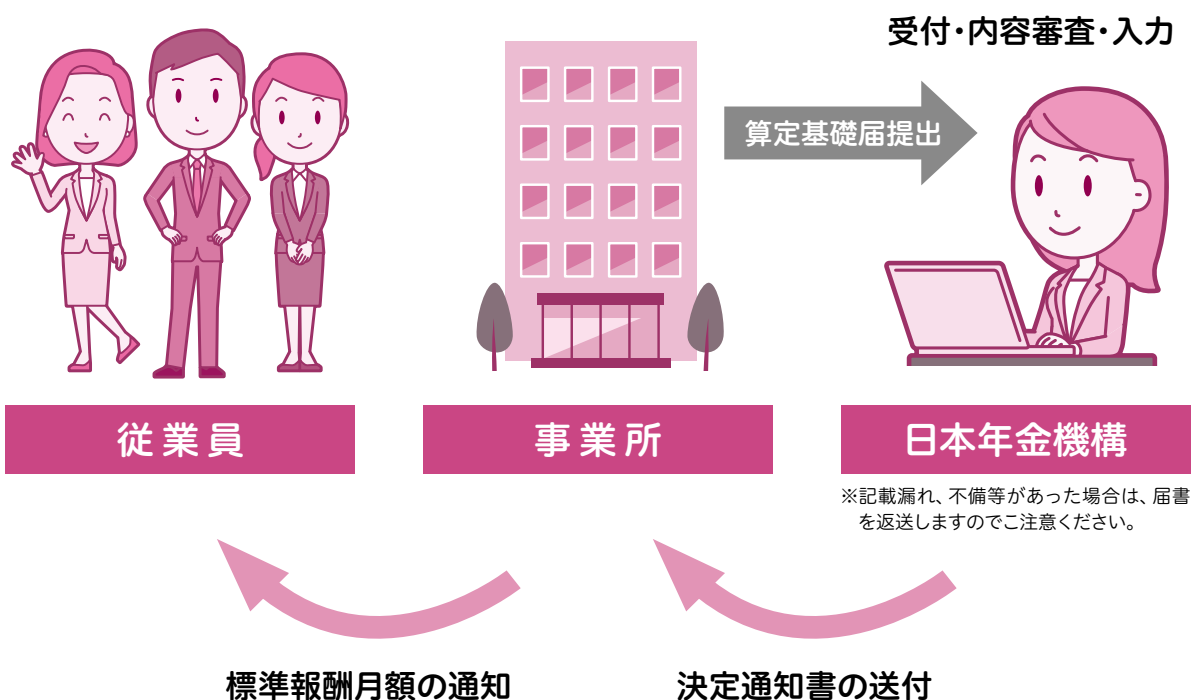 受付・内容審査・入力
算定基礎届提出
従業員
事業所
日本年金機構
※記載漏れ、不備等があった場合は、届書
を返送しますのでご注意ください。
標準報酬月額の通知
決定通知書の送付